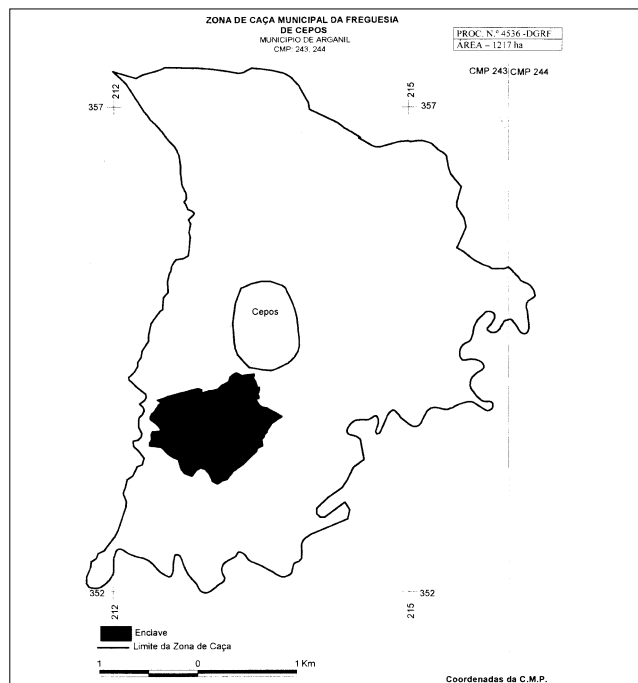 ZONA DE CAÇA MUNICIPAL DA FREGUESIA
DE CEPOS
MUNICIPIO DE ARGANIL
CMP: 243, 244
PROC. N.º 4536 -DGRF
ÁREA – 1217 ha
CMP 243 CMP 244
212
357
215
357
Cepos
352
212
215
352
Enclave
Limite da Zona de Caça
1 0 1 Km
Coordenadas da C.M.P.